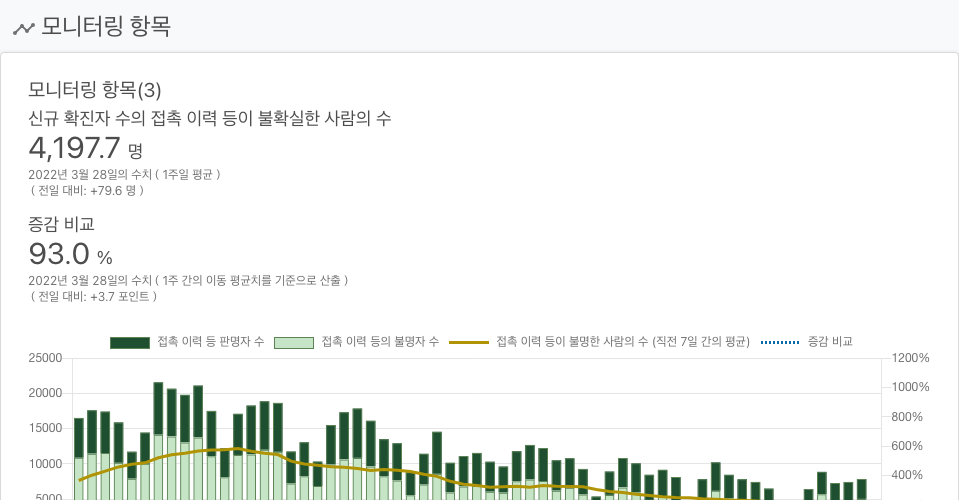 모니터링 항목
모니터링 항목(3)
신규 확진자 수의 접촉 이력 등이 불확실한 사람의 수
4,197.7 명
2022년 3월 28일의 수치 ( 1주일 평균 )
( 전일 대비: +79.6 명 )
증감 비교
93.0 %
2022년 3월 28일의 수치 ( 1주 간의 이동 평균치를 기준으로 산출 )
( 전일 대비: +3.7 포인트 )
접촉 이력 등 판명자 수 접촉 이력 등의 불명자 수 접촉 이력 등이 불명한 사람의 수 (직전 7일 간의 평균) 증감 비교
25000 1200%
20000 1000%
15000 800%
10000 600%
5000 400%